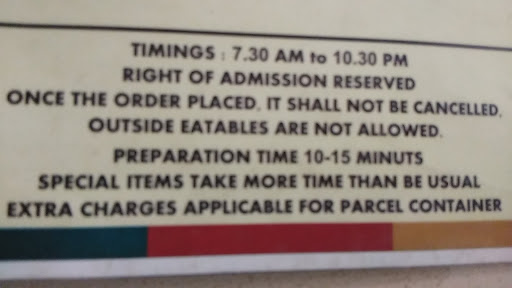 TIMINGS : 7.30 AM to 10.30 PM
RIGHT OF ADMISSION RESERVED
ONCE THE ORDER PLACED, IT SHALL NOT BE CANCELLED,
OUTSIDE EATABLES ARE NOT ALLOWED.
PREPARATION TIME 10-15 MINUTS
SPECIAL ITEMS TAKE MORE TIME THAN BE USUAL
EXTRA CHARGES APPLICABLE FOR PARCEL CONTAINER